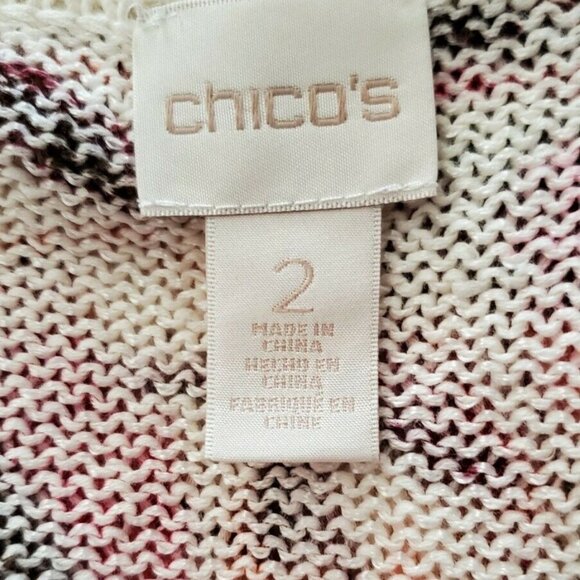 chico's
2
MADE IN
CHINA
HECHO EN
CHINA
FABRIQUÉ EN
CHINE